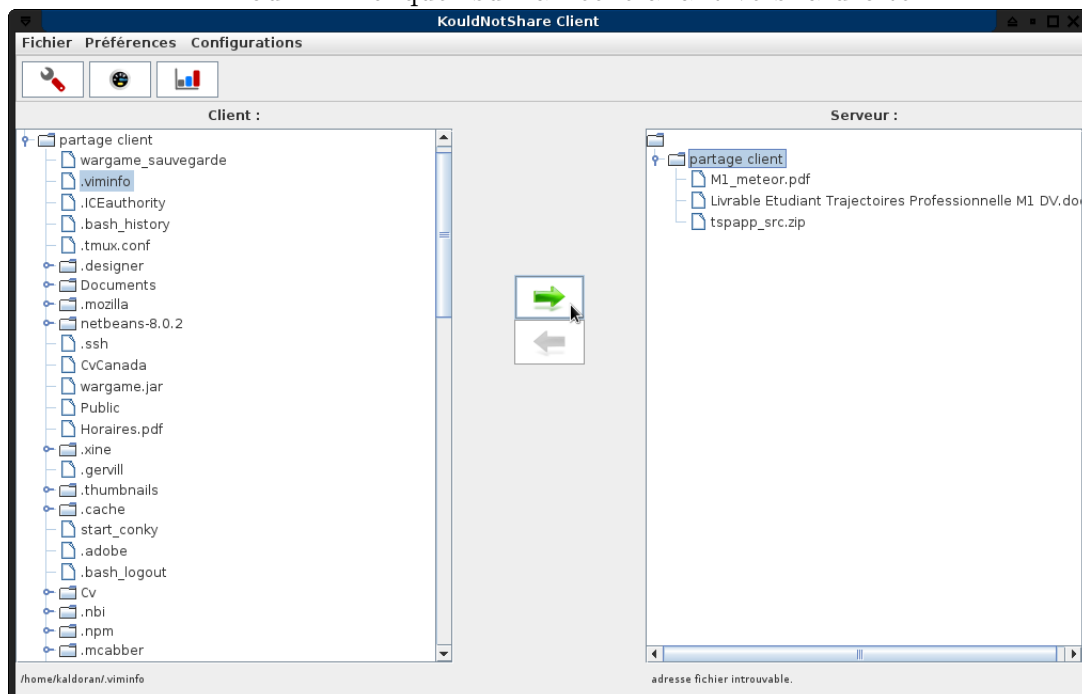 KouldNotShare Client
Fichier Préférences Configurations
Client :
partage client
wargame_sauvegarde
.viminfo
.ICEauthority
.bash_history
.tmux.conf
.designer
Documents
.mozilla
netbeans-8.0.2
.ssh
CvCanada
wargame.jar
Public
Horaires.pdf
.xine
.gervill
.thumbnails
.cache
start_conky
.adobe
.bash_logout
Cv
.nbi
.npm
.mcabber
/home/kaldoran/.viminfo
Serveur :
partage client
M1_meteor.pdf
Livrable Etudiant Trajectoires Professionnelle M1 DV.do
tspapp_src.zip
adresse fichier introuvable.